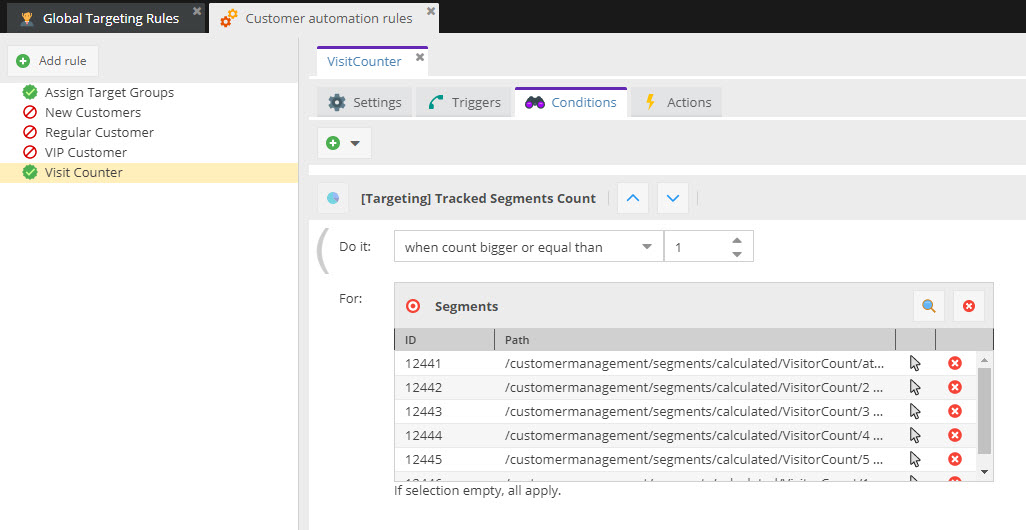 Global Targeting Rules
Customer automation rules
Add rule
Assign Target Groups
New Customers
Regular Customer
VIP Customer
Visit Counter
VisitCounter
Settings Triggers Conditions Actions
[Targeting] Tracked Segments Count
Do it: when count bigger or equal than 1
For:
Segments
ID Path
12441 /customermanagement/segments/calculated/VisitorCount/at...
12442 /customermanagement/segments/calculated/VisitorCount/2 ...
12443 /customermanagement/segments/calculated/VisitorCount/3 ...
12444 /customermanagement/segments/calculated/VisitorCount/4 ...
12445 /customermanagement/segments/calculated/VisitorCount/5 ...
If selection empty, all apply.